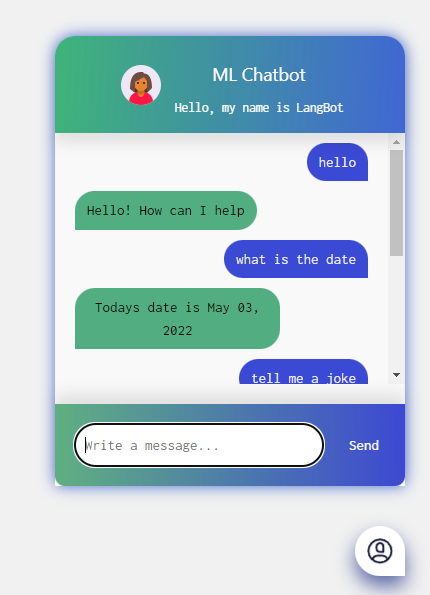 ML Chatbot
Hello, my name is LangBot
hello
Hello! How can I help
what is the date
Todays date is May 03,
2022
tell me a joke
Write a message...
Send